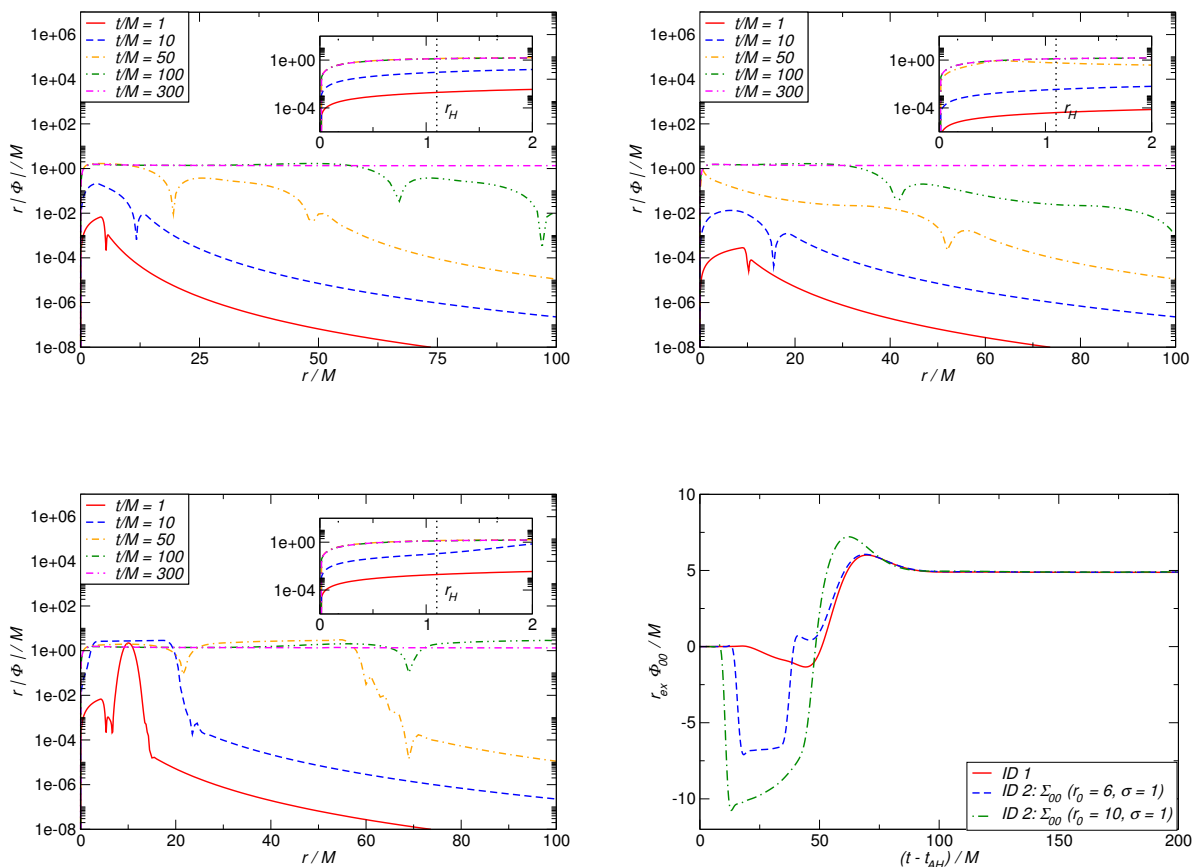 1e+06
1e+04
1e+02
1e+00
1e-02
1e-04
1e-06
1e-08
r | Φ | / M
t/M = 1
t/M = 10
t/M = 50
t/M = 100
t/M = 300
1e+00
1e-04
r_H
0 1 2
0 25 50 75 100
r / M
1e+06
1e+04
1e+02
1e+00
1e-02
1e-04
1e-06
1e-08
r | Φ | / M
t/M = 1
t/M = 10
t/M = 50
t/M = 100
t/M = 300
1e+00
1e-04
r_H
0 1 2
0 20 40 60 80 100
r / M
1e+06
1e+04
1e+02
1e+00
1e-02
1e-04
1e-06
1e-08
r | Φ | / M
t/M = 1
t/M = 10
t/M = 50
t/M = 100
t/M = 300
1e+00
1e-04
r_H
0 1 2
0 20 40 60 80 100
r / M
10
5
0
-5
-10
r_ex Φ_00 / M
ID 1
ID 2: Σ_00 (r_0 = 6, σ = 1)
ID 2: Σ_00 (r_0 = 10, σ = 1)
0 50 100 150 200
(t - t_AH) / M